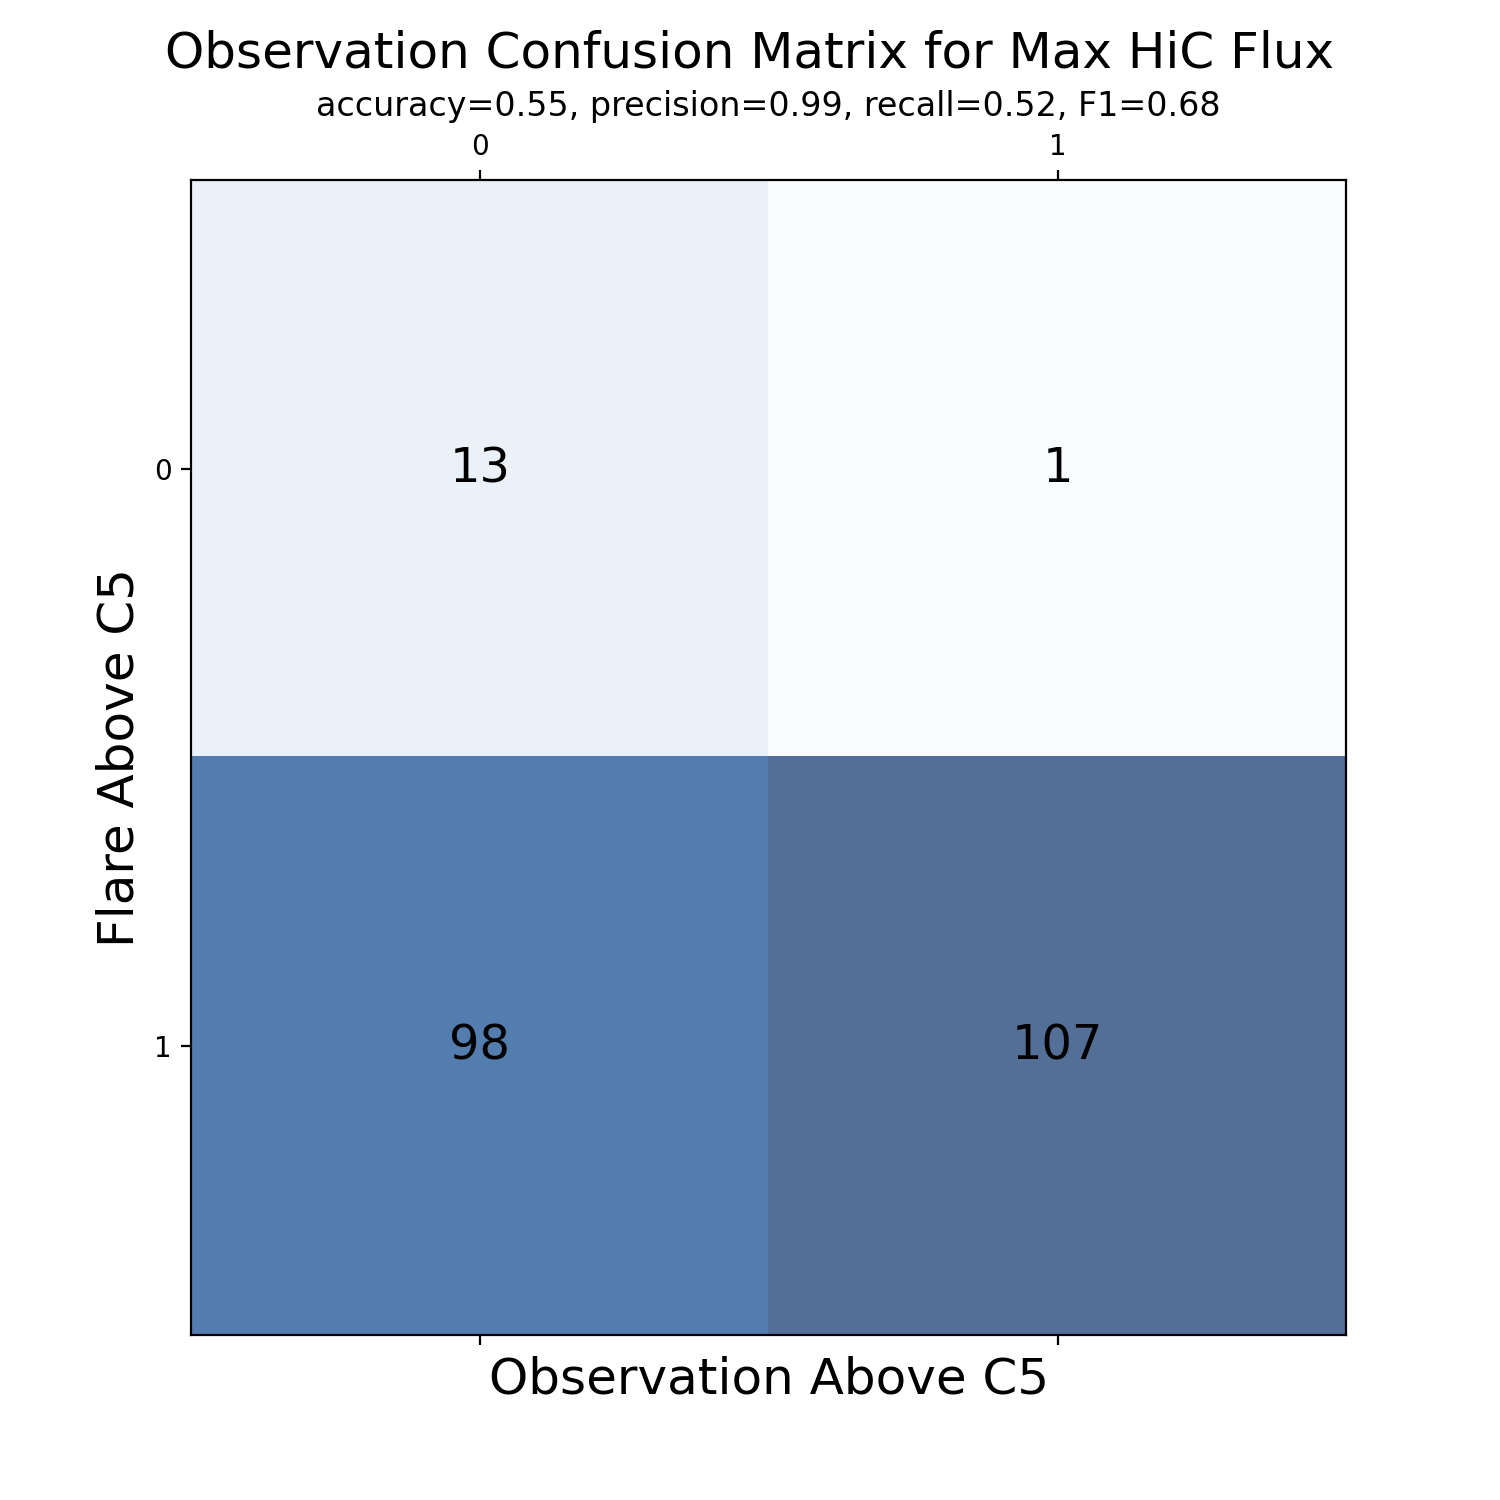 Observation Confusion Matrix for Max HiC Flux
accuracy=0.55, precision=0.99, recall=0.52, F1=0.68
0 1
0
13 1
Flare Above C5
1
98 107
Observation Above C5